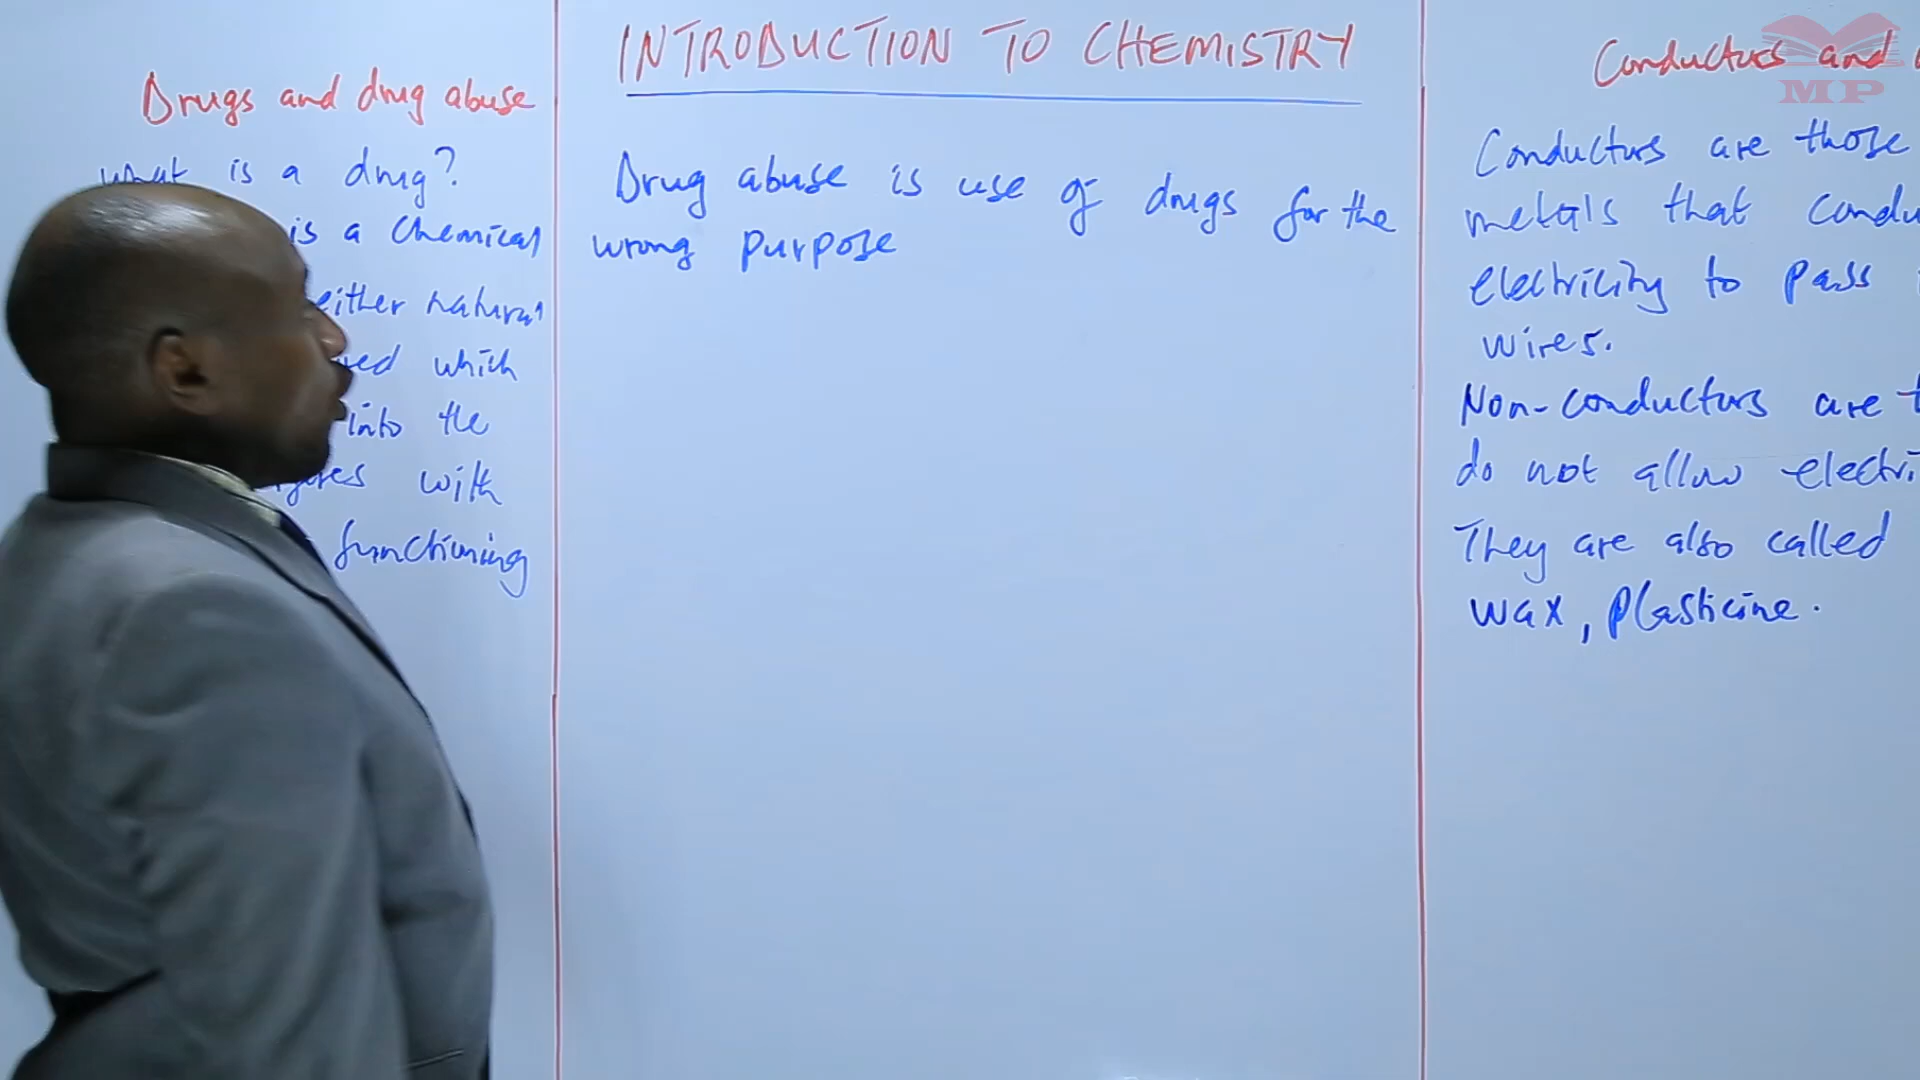 Drugs and drug abuse
What is a drug?
is a chemical
either natural
which
into the
with
functioning
INTRODUCTION TO CHEMISTRY
Drug abuse is use of drugs for the
wrong purpose
Conductors and
Conductors are those
metals that condu
electricity to pass
wires.
Non-conductors are t
do not allow electri
They are also called
wax, plasticine.
MP